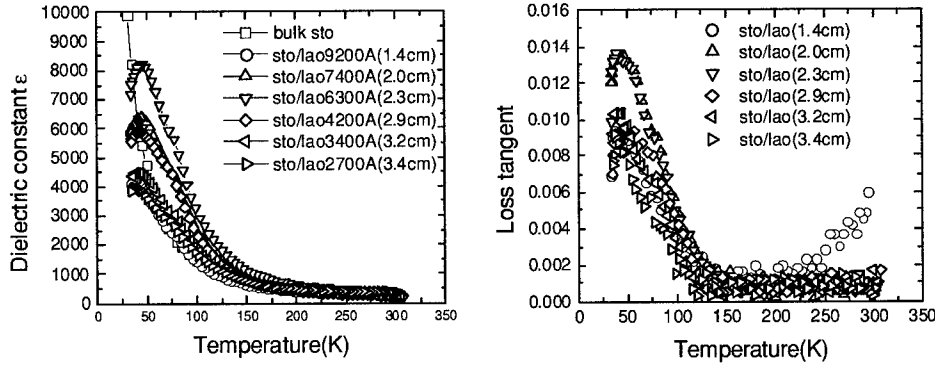 10000
9000
8000
7000
6000
5000
4000
3000
2000
1000
0
Dielectric constant ε
0 50 100 150 200 250 300 350
Temperature(K)
bulk sto
sto/lao9200A(1.4cm)
sto/lao7400A(2.0cm)
sto/lao6300A(2.3cm)
sto/lao4200A(2.9cm)
sto/lao3400A(3.2cm)
sto/lao2700A(3.4cm)
0.016
0.014
0.012
0.010
0.008
0.006
0.004
0.002
0.000
Loss tangent
0 50 100 150 200 250 300 350
Temperature(K)
sto/lao(1.4cm)
sto/lao(2.0cm)
sto/lao(2.3cm)
sto/lao(2.9cm)
sto/lao(3.2cm)
sto/lao(3.4cm)